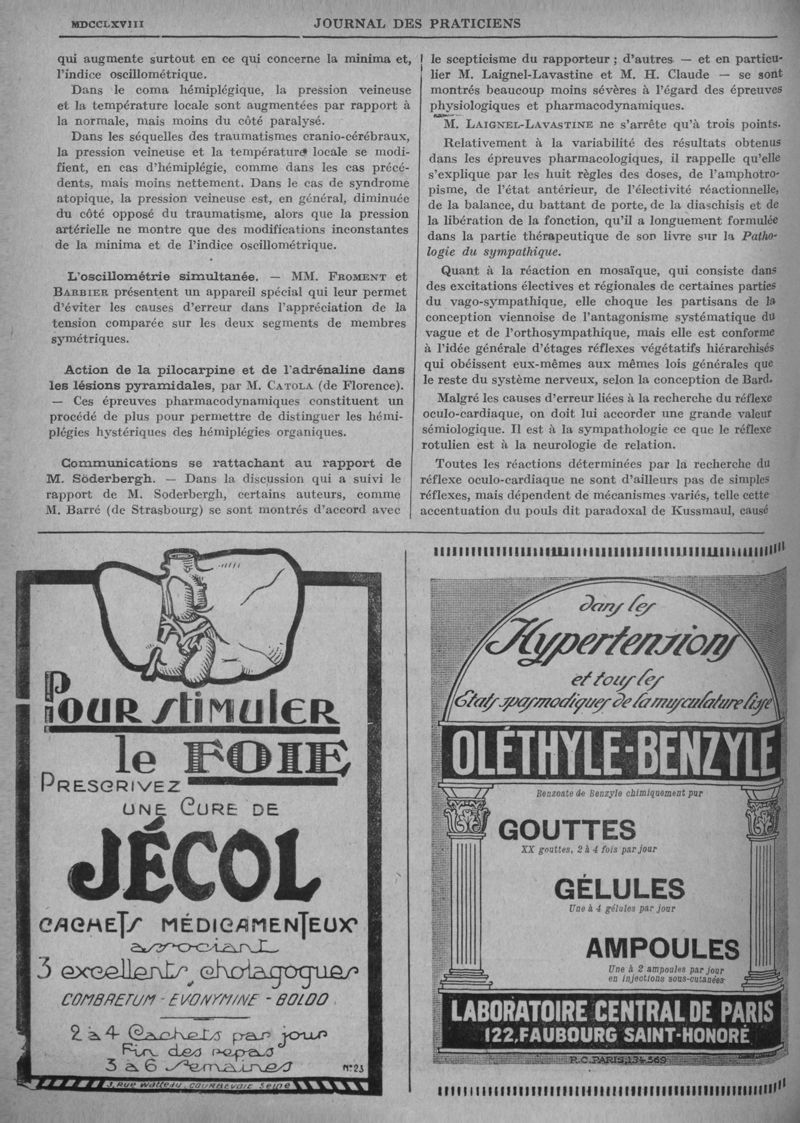 MDCCLXVIII
JOURNAL DES PRATICIENS
qui augmente surtout en ce qui concerne la minima et,
l'indice oscillométrique.
Dans le coma hémiplégique, la pression veineuse
et la température locale sont augmentées par rapport à
la normale, mais moins du côté paralysé.
Dans les séquelles des traumatismes cranio-cérébraux,
la pression veineuse et la température locale se modi-
fient, en cas d'hémiplégie, comme dans les cas précé-
dents, mais moins nettement. Dans le cas de syndrome
atopique, la pression veineuse est, en général, diminuée
du côté opposé du traumatisme, alors que la pression
artérielle ne montre que des modifications inconstantes
de la minima et de l'indice oscillométrique.
L'oscillométrie simultanée. — MM. FROMENT et
BARBIER présentent un appareil spécial qui leur permet
d'éviter les causes d'erreur dans l'appréciation de la
tension comparée sur les deux segments de membres
symétriques.
Action de la pilocarpine et de l'adrénaline dans
les lésions pyramidales, par M. CATOLA (de Florence).
— Ces épreuves pharmacodynamiques constituent un
procédé de plus pour permettre de distinguer les hémi-
plégies hystériques des hémiplégies organiques.
Communications se rattachant au rapport de
M. Söderbergh. — Dans la discussion qui a suivi le
rapport de M. Soderbergh, certains auteurs, comme
M. Barré (de Strasbourg) se sont montrés d'accord avec
le scepticisme du rapporteur ; d'autres — et en particu-
lier M. Laignel-Lavastine et M. H. Claude — se sont
montrés beaucoup moins sévères à l'égard des épreuves
physiologiques et pharmacodynamiques.
M. LAIGNEL-LAVASTINE ne s'arrête qu'à trois points.
Relativement à la variabilité des résultats obtenus
dans les épreuves pharmacologiques, il rappelle qu'elle
s'explique par les huit règles des doses, de l'amphotro-
pisme, de l'état antérieur, de l'électivité réactionnelle,
de la balance, du battant de porte, de la diaschisis et de
la libération de la fonction, qu'il a longuement formulée
dans la partie thérapeutique de son livre sur la Patho-
logie du sympathique.
Quant à la réaction en mosaïque, qui consiste dans
des excitations électives et régionales de certaines parties
du vago-sympathique, elle choque les partisans de la
conception viennoise de l'antagonisme systématique du
vague et de l'orthosympathique, mais elle est conforme
à l'idée générale d'étages réflexes végétatifs hiérarchisés
qui obéissent eux-mêmes aux mêmes lois générales que
le reste du système nerveux, selon la conception de Bard.
Malgré les causes d'erreur liées à la recherche du réflexe
oculo-cardiaque, on doit lui accorder une grande valeur
sémiologique. Il est à la sympathologie ce que le réflexe
rotulien est à la neurologie de relation.
Toutes les réactions déterminées par la recherche du
réflexe oculo-cardiaque ne sont d'ailleurs pas de simples
réflexes, mais dépendent de mécanismes variés, telle cette
accentuation du pouls dit paradoxal de Kussmaul, causé
POUR STIMULER
le FOIE
PRESCRIVEZ
UNE CURE DE
JÉCOL
CACHETS MÉDICAMENTEUX
associant
3 excellents cholagogues
COMBRETUM - EVONYMINE - BOLDO
2 à 4 Cachets par jour
Fin des repas
3 à 6 Semaines
N°23
3, Rue Watteau, COURBEVOIE Seine
dans les
Hypertensions
et tous les
États spasmodiques de la musculature lisse
OLÉTHYLE-BENZYLE
Benzoate de Benzyle chimiquement pur
GOUTTES
XX gouttes, 2 à 4 fois par jour
GÉLULES
Une à 4 gélules par jour
AMPOULES
Une à 2 ampoules par jour
en injections sous-cutanées
LABORATOIRE CENTRAL DE PARIS
122, FAUBOURG SAINT-HONORÉ
R.C. PARIS, 134.369